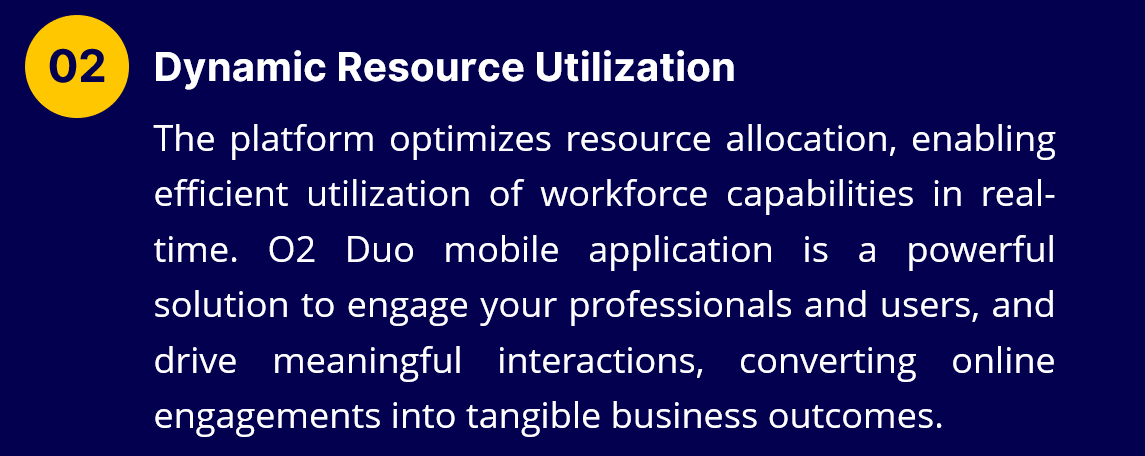 02
Dynamic Resource Utilization
The platform optimizes resource allocation, enabling
efficient utilization of workforce capabilities in real-
time. O2 Duo mobile application is a powerful
solution to engage your professionals and users, and
drive meaningful interactions, converting online
engagements into tangible business outcomes.